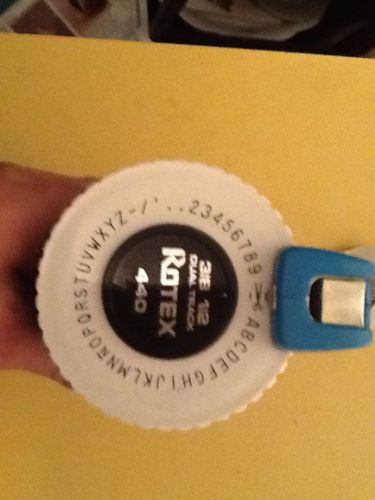 3/8 1/2
DUAL TRACK
ROTEX
440
ABCDEFGHIJKLMNOPQRSTUVWXYZ-/'..23456789